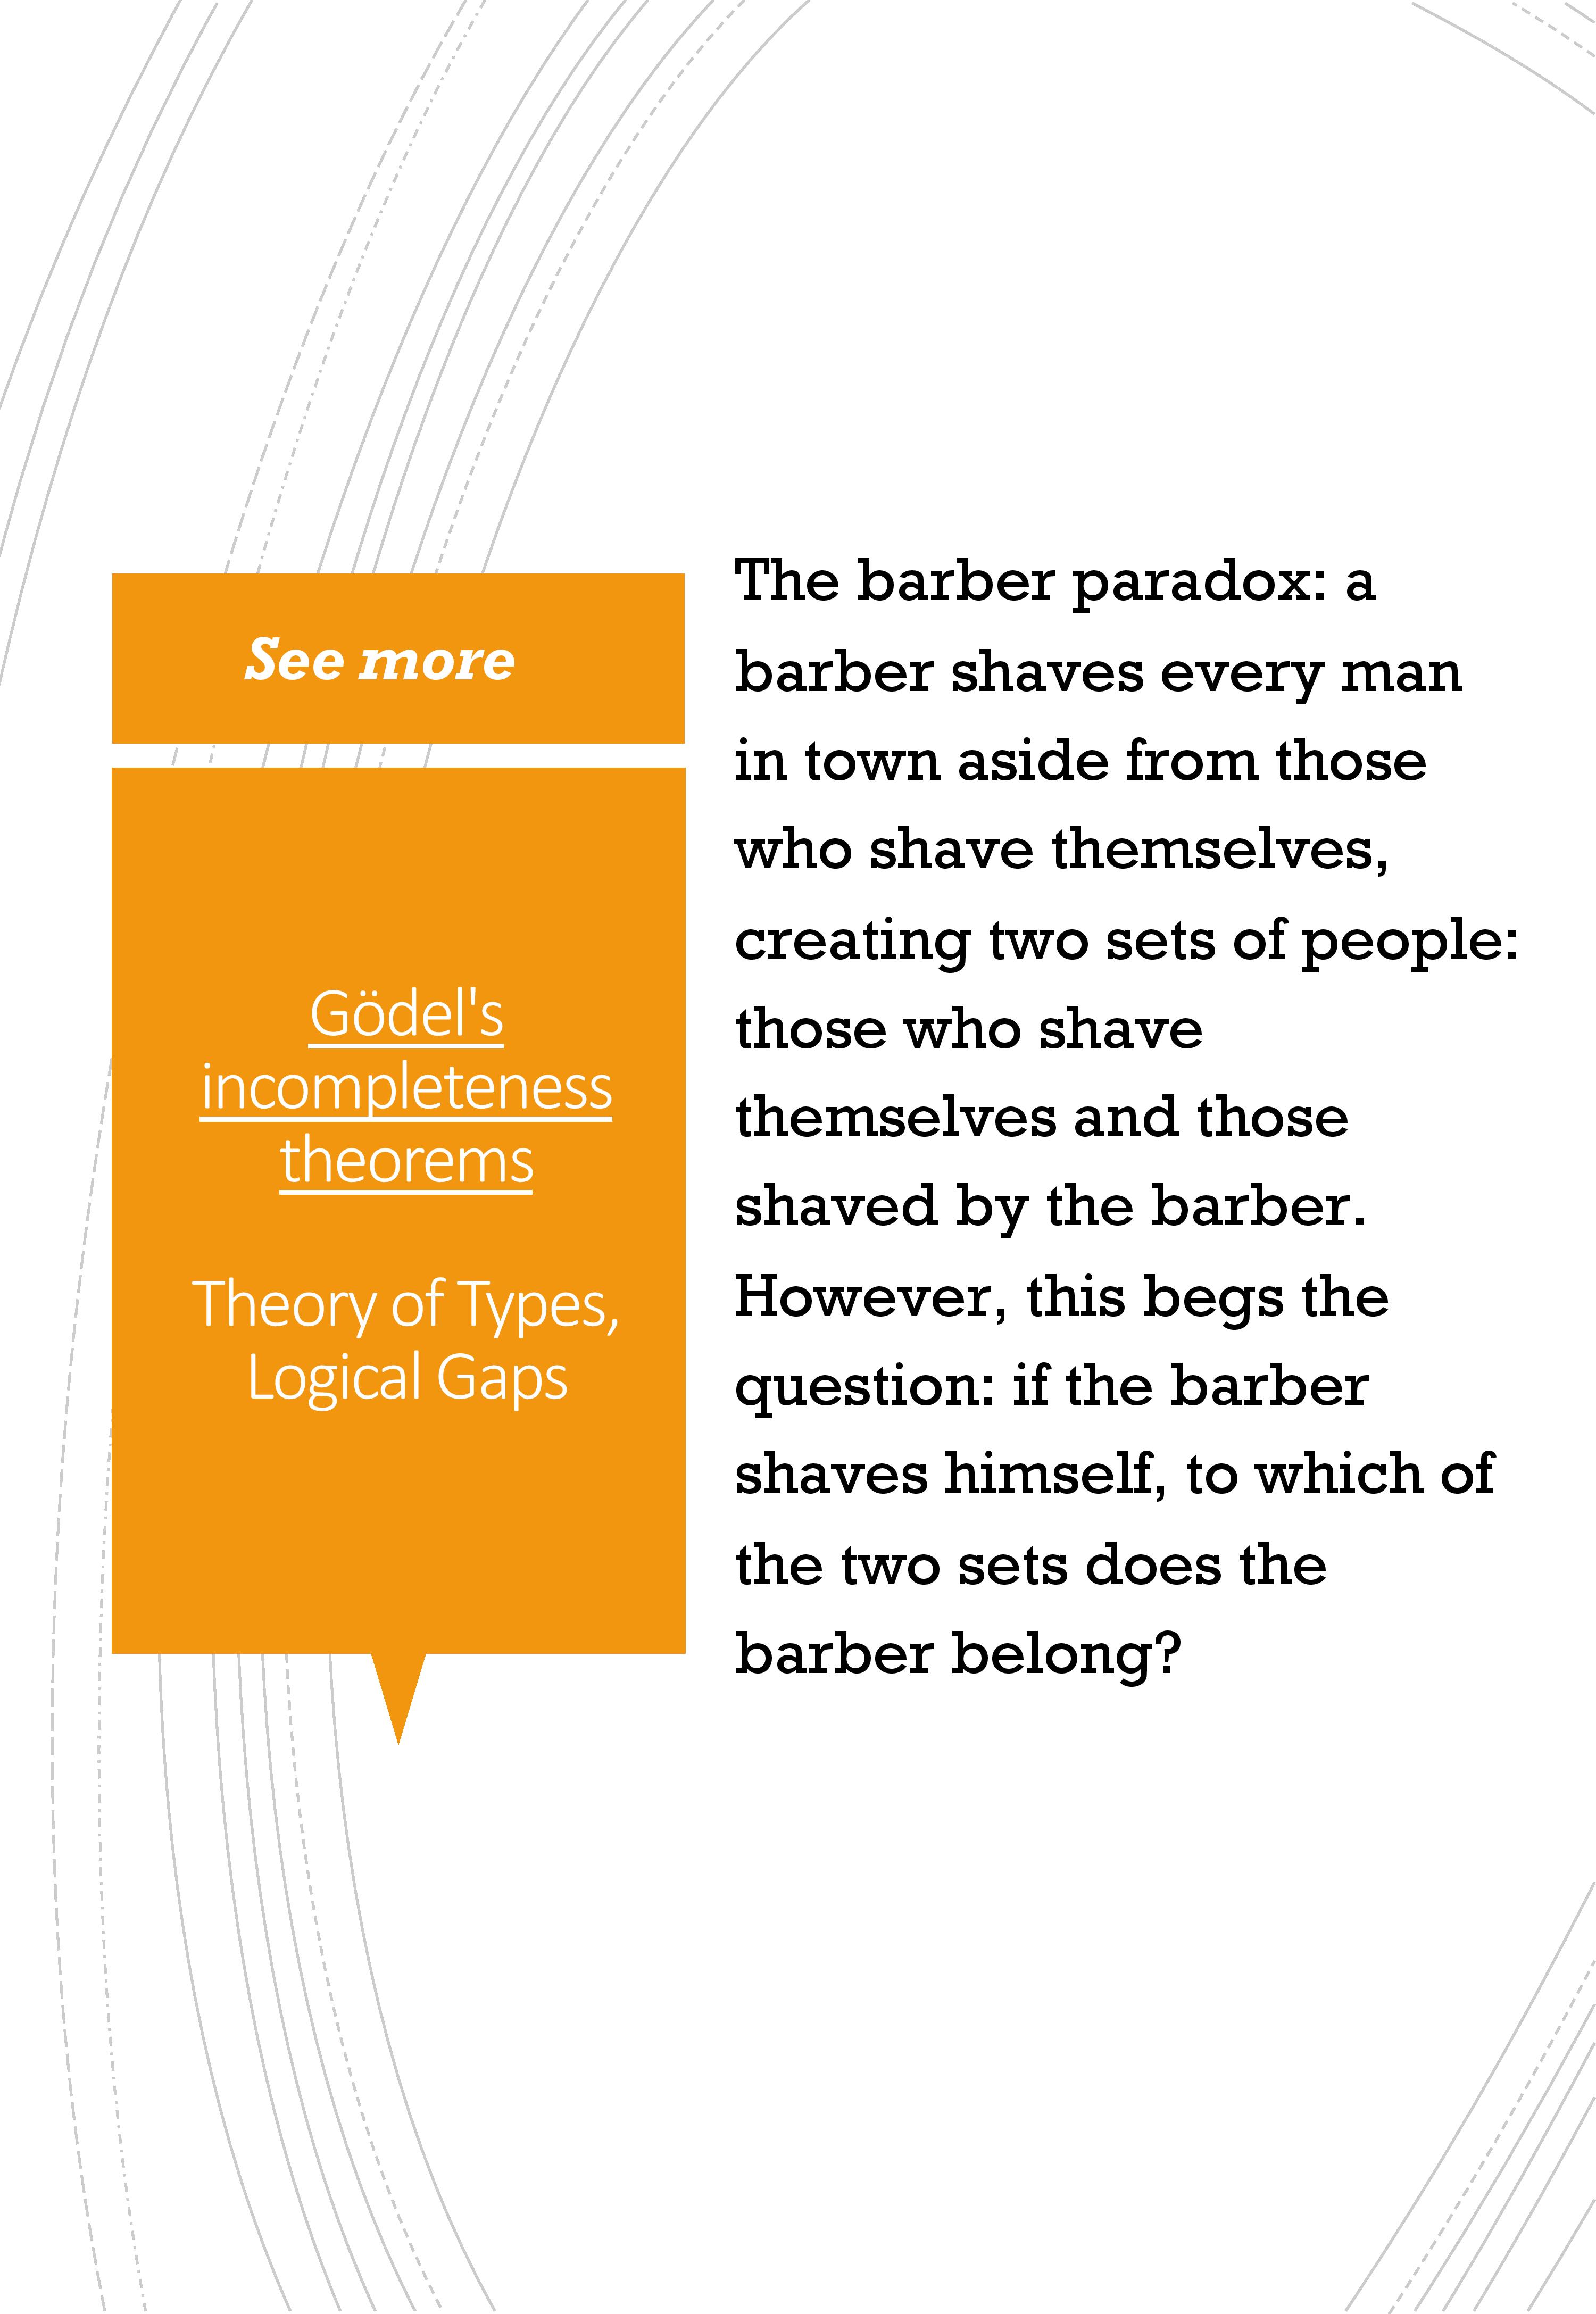 See more
Gödel's
incompleteness
theorems
Theory of Types,
Logical Gaps
The barber paradox: a
barber shaves every man
in town aside from those
who shave themselves,
creating two sets of people:
those who shave
themselves and those
shaved by the barber.
However, this begs the
question: if the barber
shaves himself, to which of
the two sets does the
barber belong?